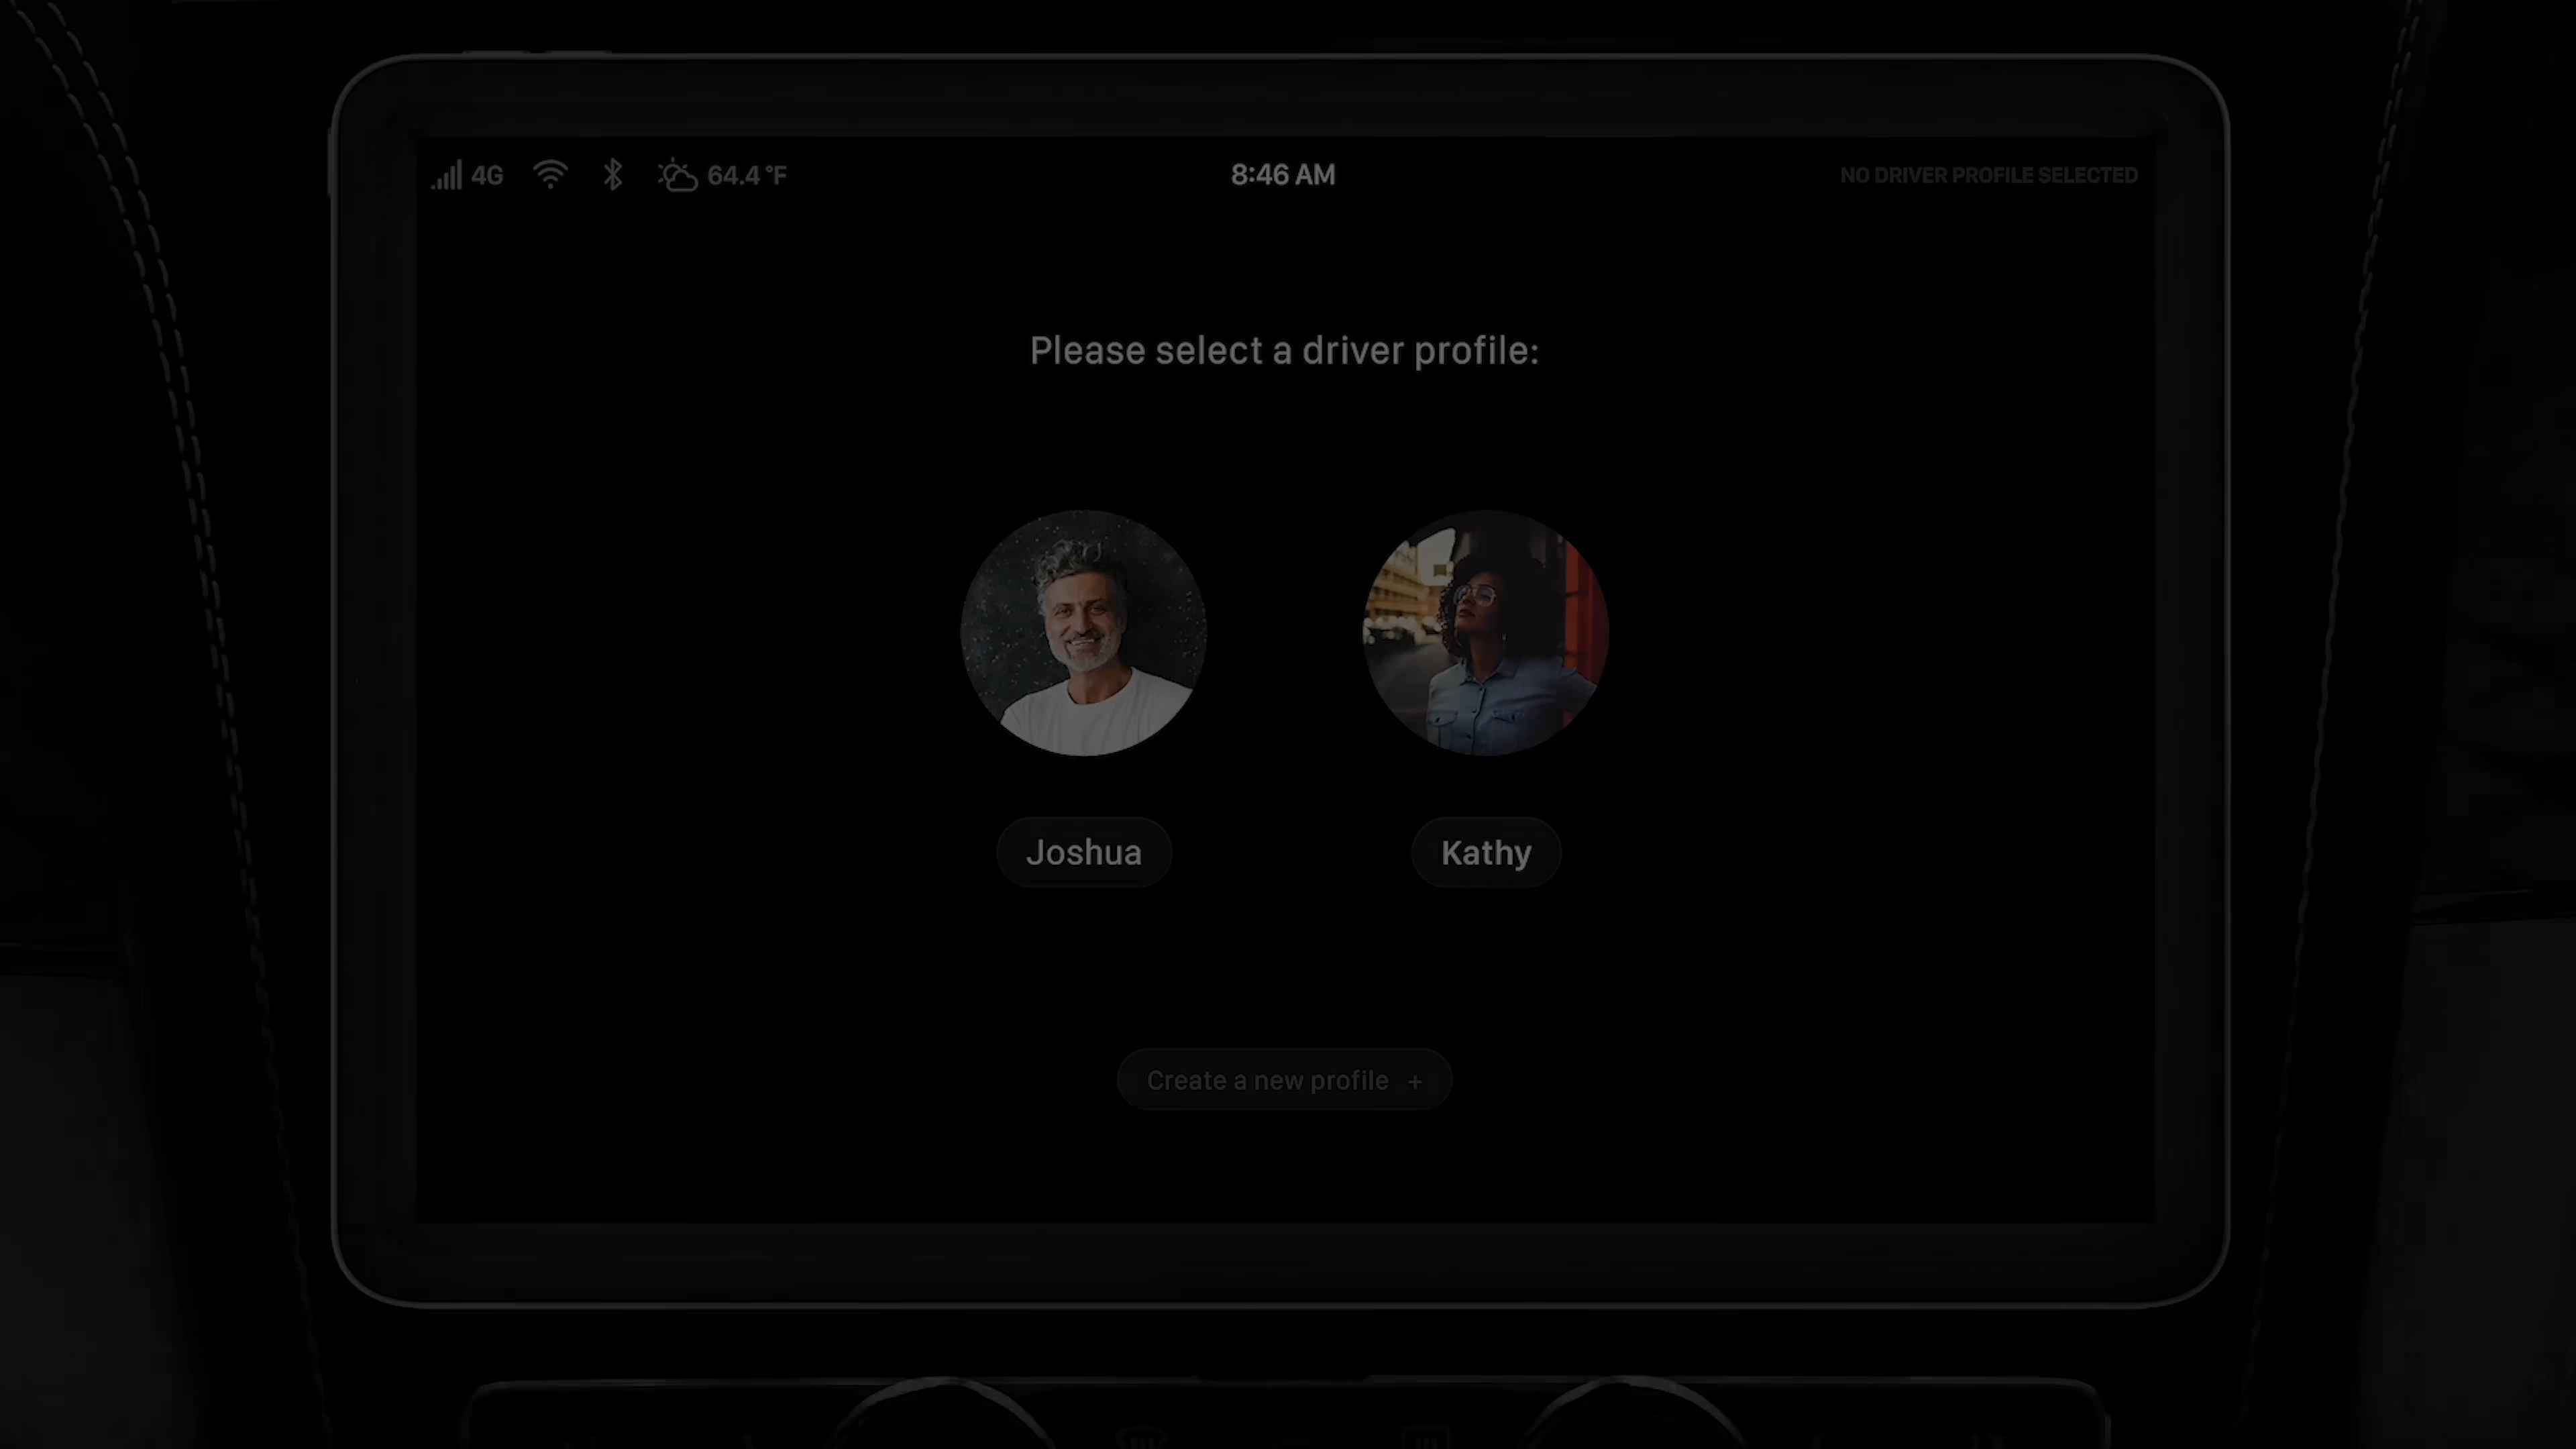 4G 64.4 °F 8:46 AM NO DRIVER PROFILE SELECTED
Please select a driver profile:
Joshua Kathy
Create a new profile +